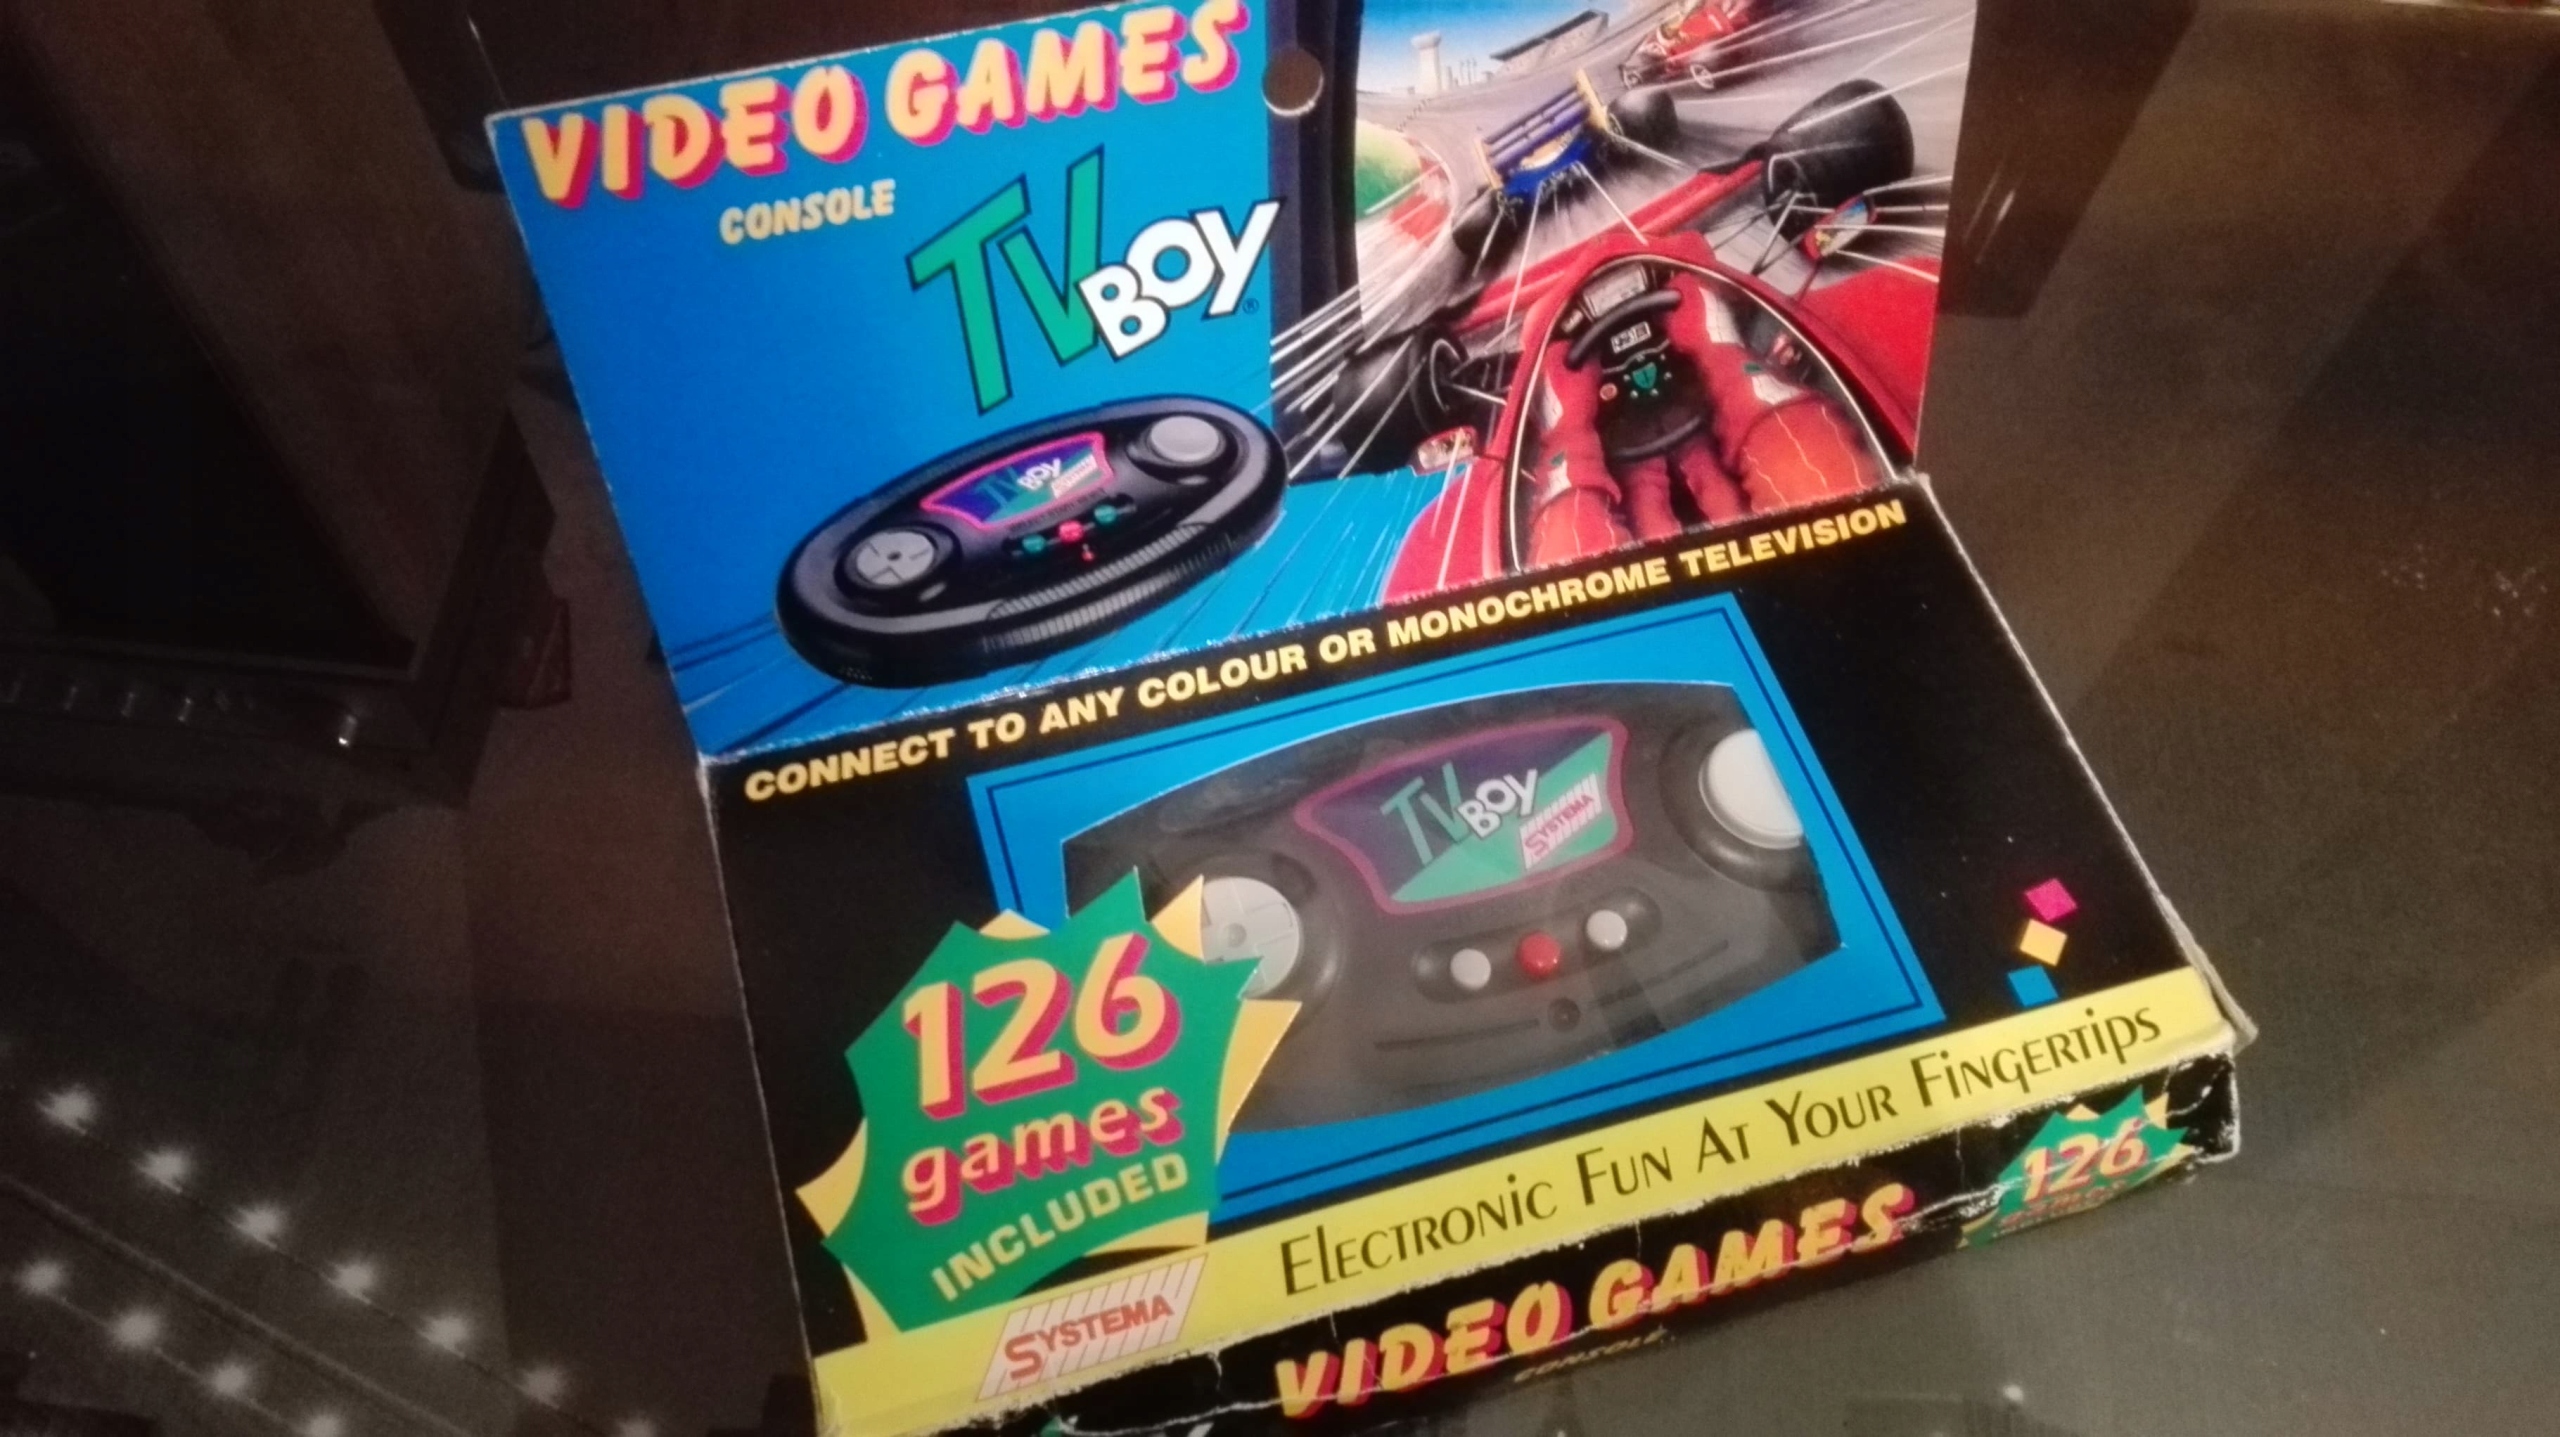 VIDEO GAMES
CONSOLE
TV BOY®
TV BOY
CONNECT TO ANY COLOUR OR MONOCHROME TELEVISION
TV BOY
SYSTEMA
126
games
INCLUDED
ELECTRONIC FUN AT YOUR FINGERTIPS
SYSTEMA
VIDEO GAMES
CONSOLE
126